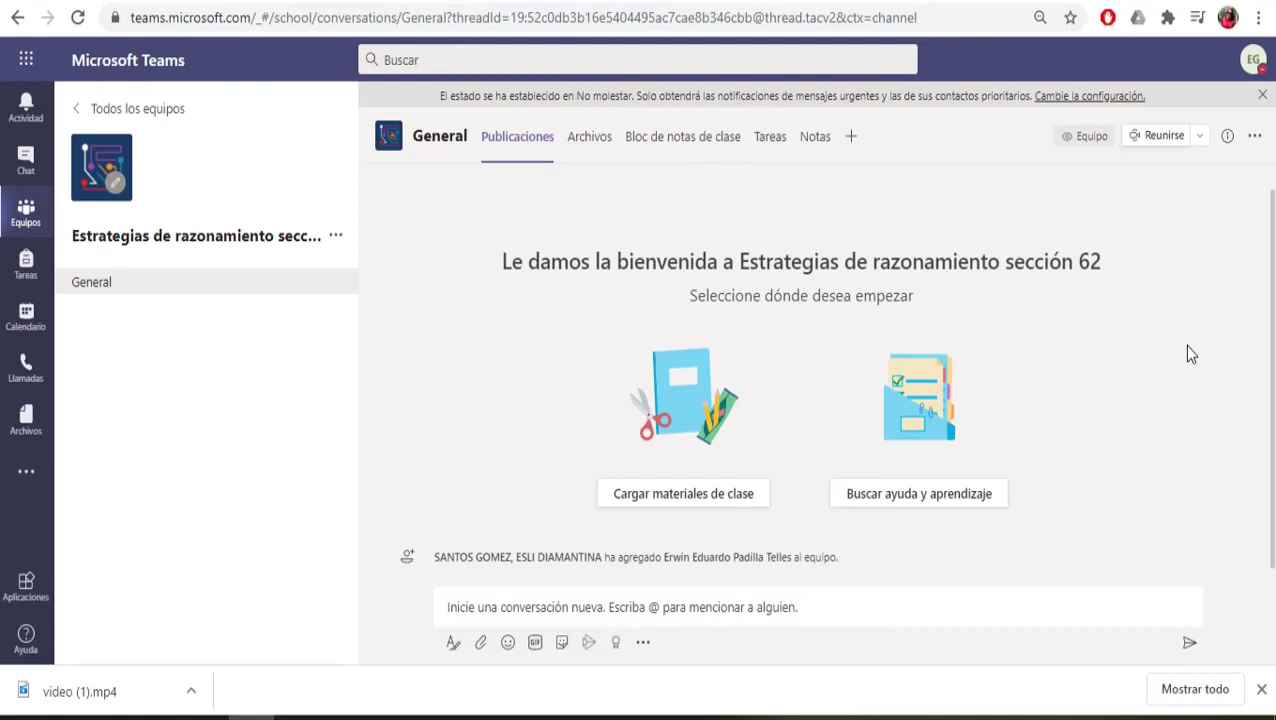 teams.microsoft.com/_#/school/conversations/General?threadId=19:52c0db3b16e5404495ac7cae8b346cbb@thread.tacv2&ctx=channel
Microsoft Teams
Buscar
EG
Actividad
Chat
Equipos
Tareas
Calendario
Llamadas
Archivos
Aplicaciones
Ayuda
Todos los equipos
Estrategias de razonamiento secc...
General
El estado se ha establecido en No molestar. Solo obtendrá las notificaciones de mensajes urgentes y las de sus contactos prioritarios. Cambie la configuración.
General Publicaciones Archivos Bloc de notas de clase Tareas Notas
Equipo Reunirse
Le damos la bienvenida a Estrategias de razonamiento sección 62
Seleccione dónde desea empezar
Cargar materiales de clase Buscar ayuda y aprendizaje
SANTOS GOMEZ, ESLI DIAMANTINA ha agregado Erwin Eduardo Padilla Telles al equipo.
Inicie una conversación nueva. Escriba @ para mencionar a alguien.
GIF
video (1).mp4
Mostrar todo